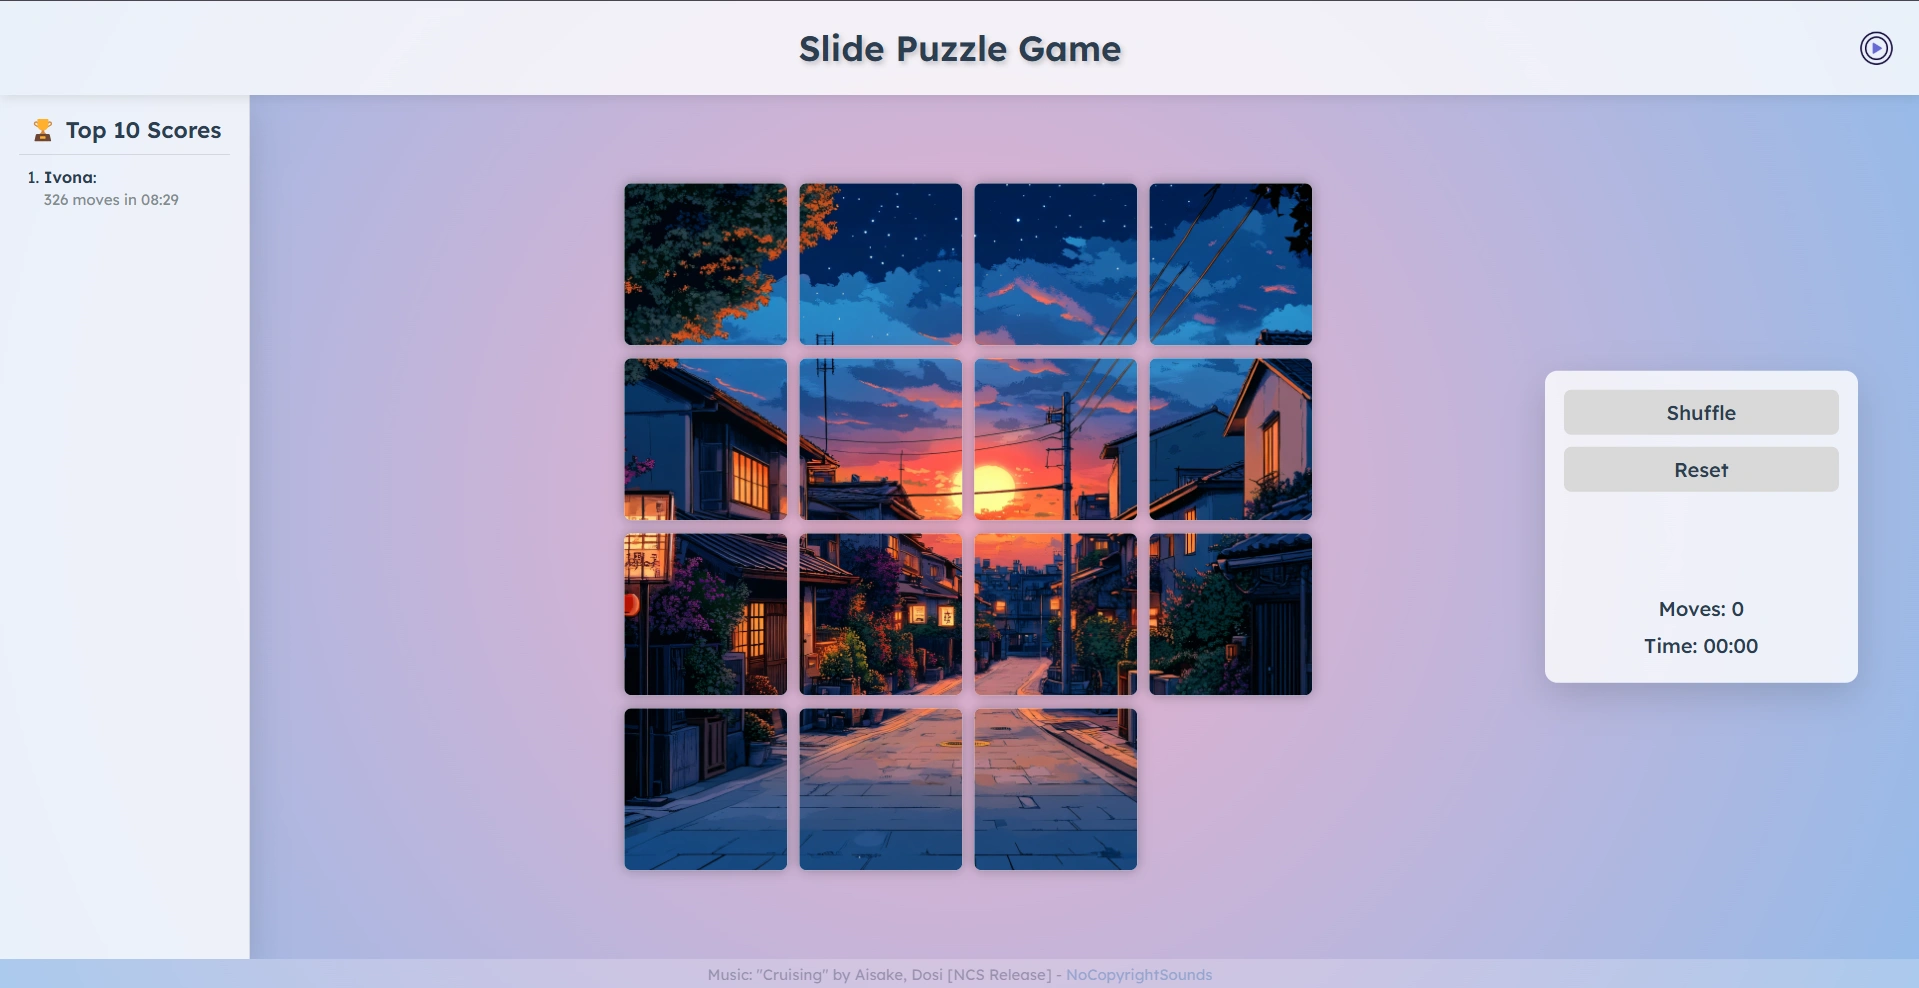 Slide Puzzle Game
🏆 Top 10 Scores
1. Ivona:
326 moves in 08:29
Shuffle
Reset
Moves: 0
Time: 00:00
Music: "Cruising" by Aisake, Dosi [NCS Release] - NoCopyrightSounds